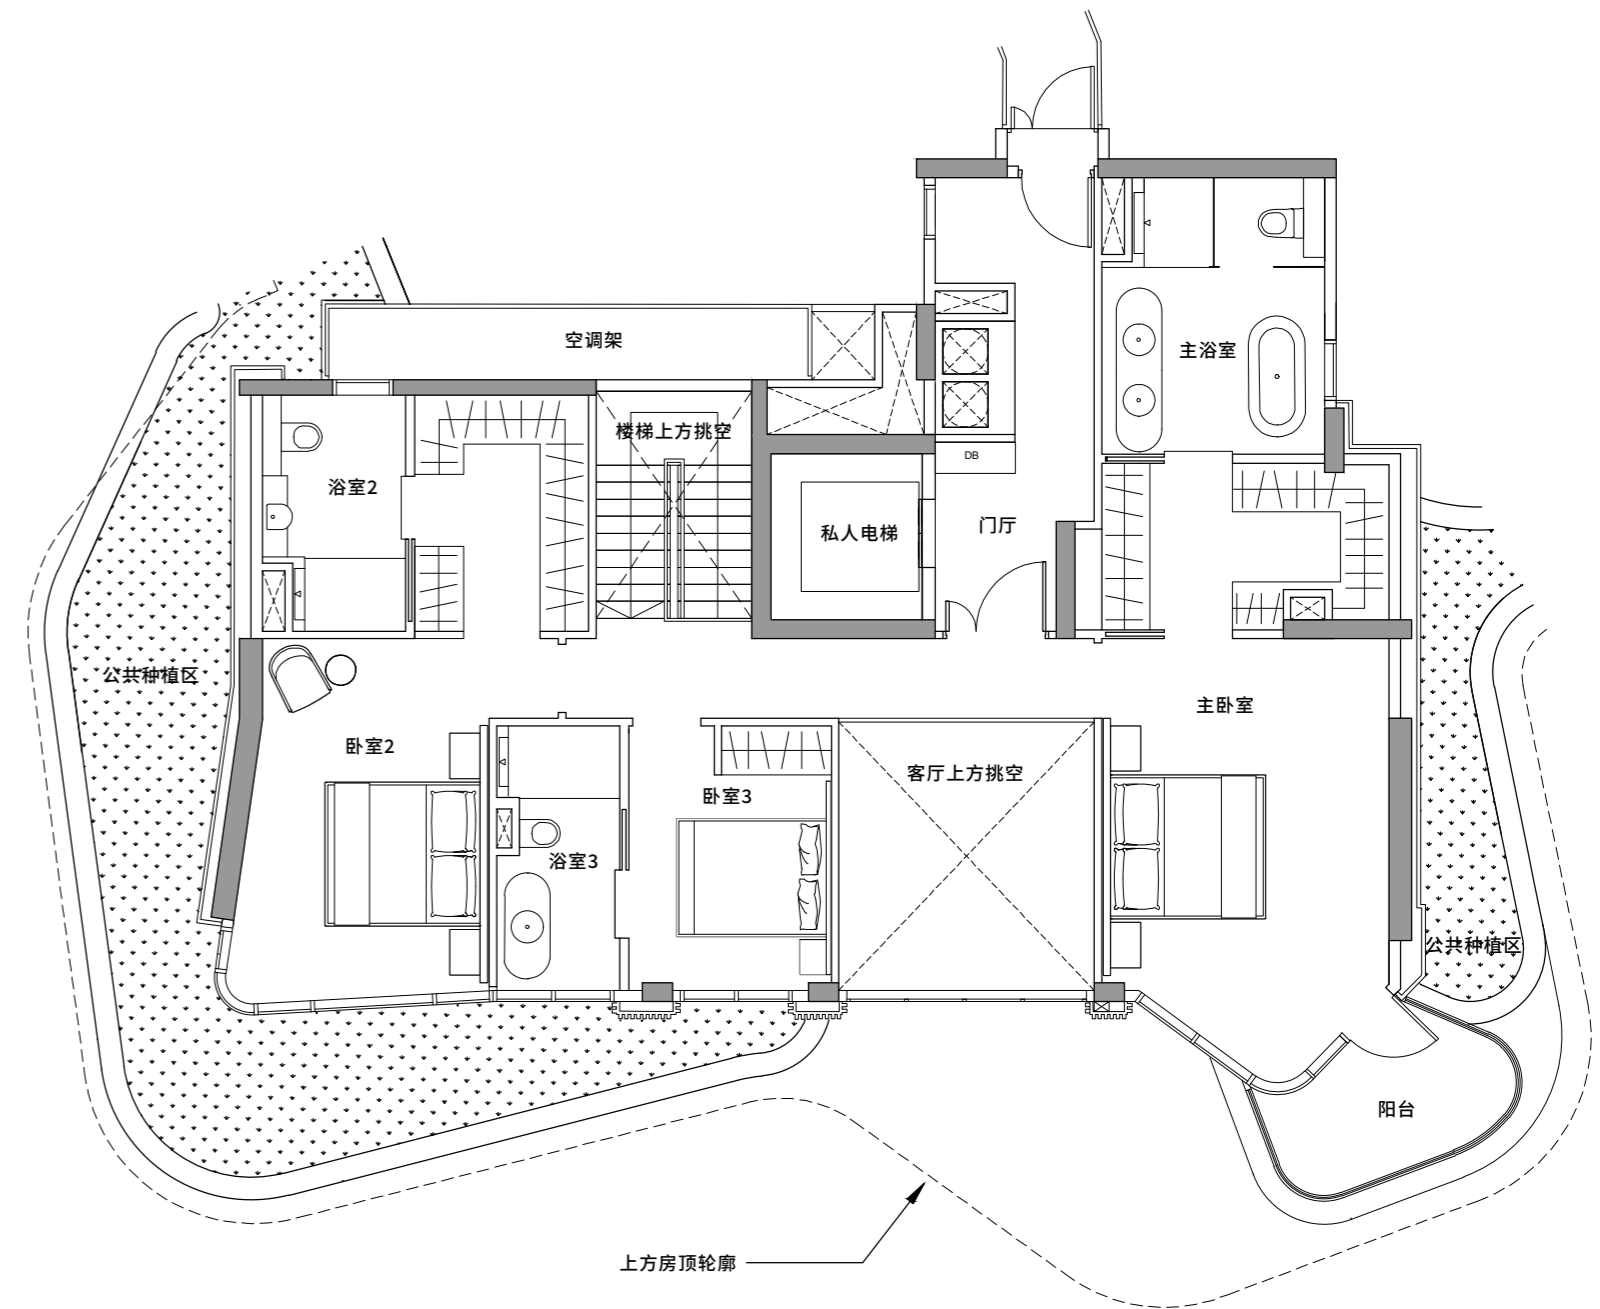 空调架
主浴室
楼梯上方挑空
DB
浴室2
门厅
私人电梯
公共种植区
主卧室
卧室2
客厅上方挑空
卧室3
浴室3
公共种植区
阳台
上方房顶轮廓